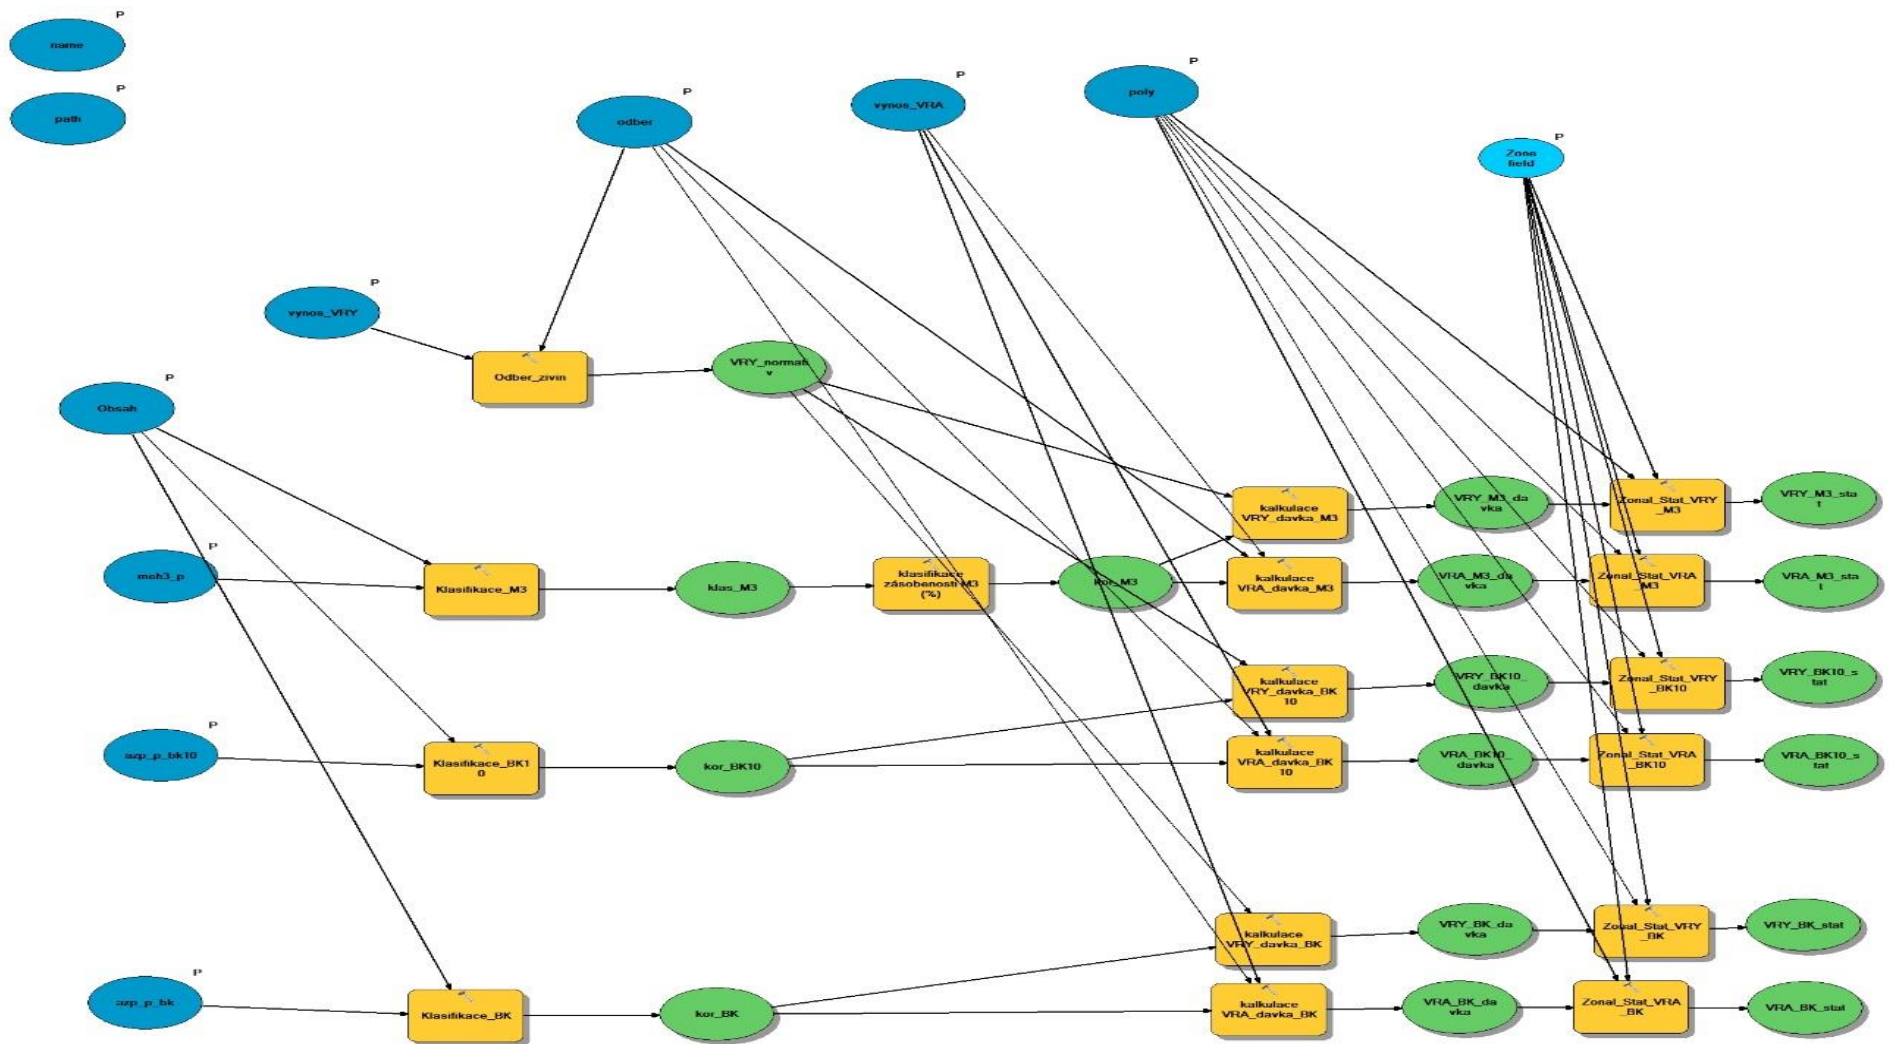 P
name
P
path
P
odber
P
vynos_VRA
P
poly
P
Zone
field
P
vynos_VRY
Odber_zivin
VRY_normati
v
P
Obsah
kalkulace
VRY_davka_M3
VRY_M3_da
vka
Zonal_Stat_VRY
_M3
VRY_M3_sta
t
P
meh3_p
Klasifikace_M3
klas_M3
klasifikace
zásobenosti M3
(%)
kor_M3
kalkulace
VRA_davka_M3
VRA_M3_da
vka
Zonal_Stat_VRA
_M3
VRA_M3_sta
t
kalkulace
VRY_davka_BK
10
VRY_BK10_
davka
Zonal_Stat_VRY
_BK10
VRY_BK10_s
tat
P
azp_p_bk10
Klasifikace_BK1
0
kor_BK10
kalkulace
VRA_davka_BK
10
VRA_BK10_
davka
Zonal_Stat_VRA
_BK10
VRA_BK10_s
tat
kalkulace
VRY_davka_BK
VRY_BK_da
vka
Zonal_Stat_VRY
_BK
VRY_BK_stat
P
azp_p_bk
Klasifikace_BK
kor_BK
kalkulace
VRA_davka_BK
VRA_BK_da
vka
Zonal_Stat_VRA
_BK
VRA_BK_stat